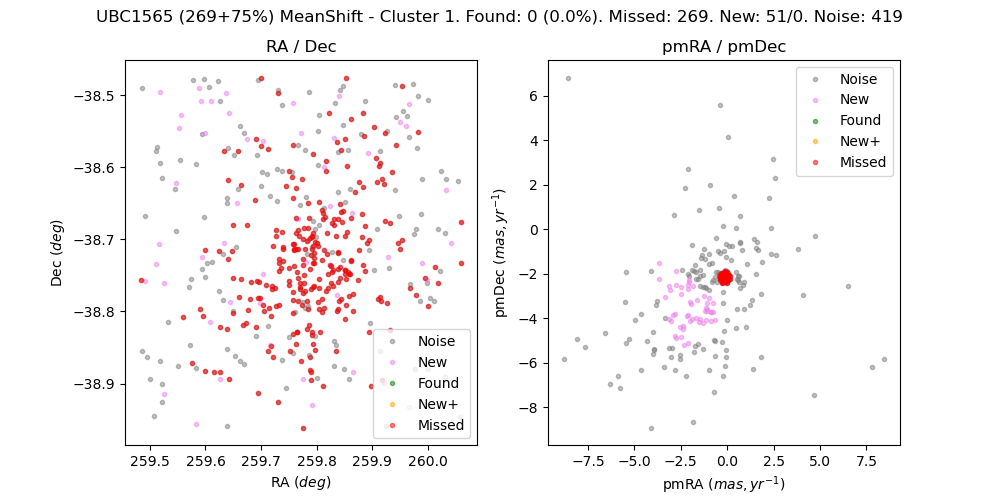 UBC1565 (269+75%) MeanShift - Cluster 1. Found: 0 (0.0%). Missed: 269. New: 51/0. Noise: 419
RA / Dec
pmRA / pmDec
Dec (deg)
−38.5
−38.6
−38.7
−38.8
−38.9
Noise
New
Found
New+
Missed
259.5 259.6 259.7 259.8 259.9 260.0
RA (deg)
pmDec (mas, yr⁻¹)
6
4
2
0
−2
−4
−6
−8
Noise
New
Found
New+
Missed
−7.5 −5.0 −2.5 0.0 2.5 5.0 7.5
pmRA (mas, yr⁻¹)